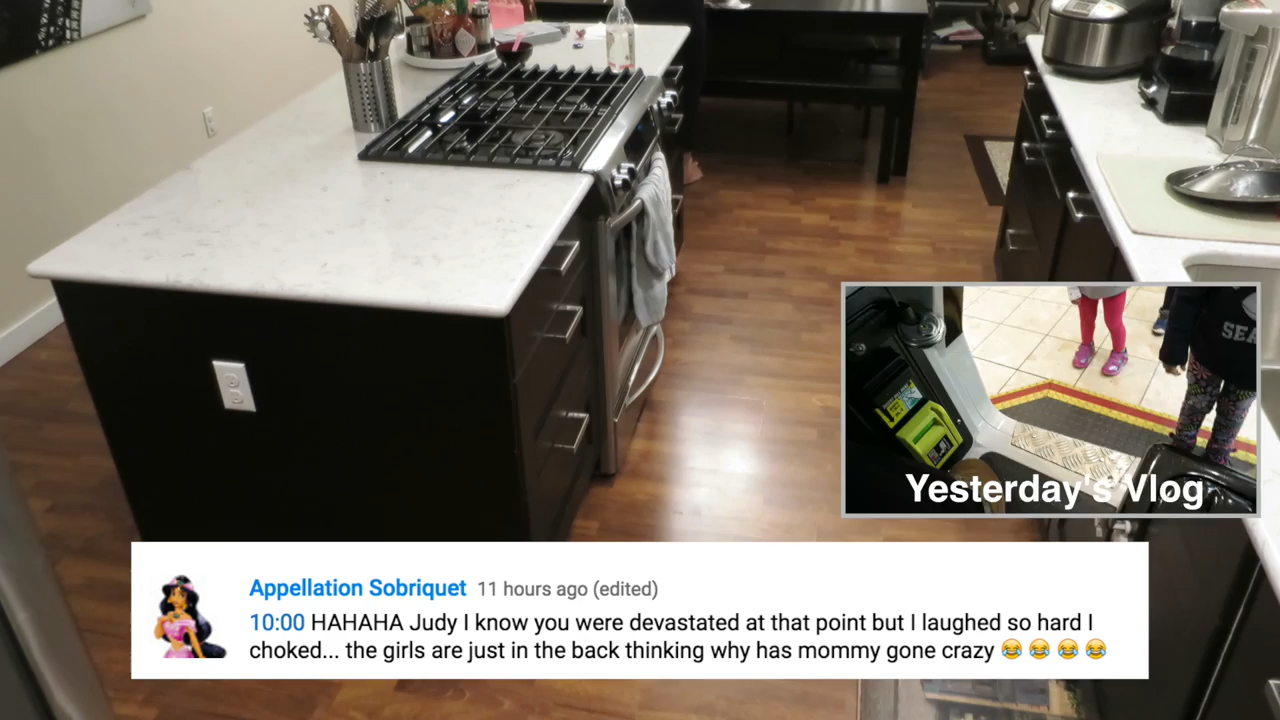 SEA
Yesterday's Vlog
Appellation Sobriquet 11 hours ago (edited)
10:00 HAHAHA Judy I know you were devastated at that point but I laughed so hard I
choked... the girls are just in the back thinking why has mommy gone crazy 😂 😂 😂 😂